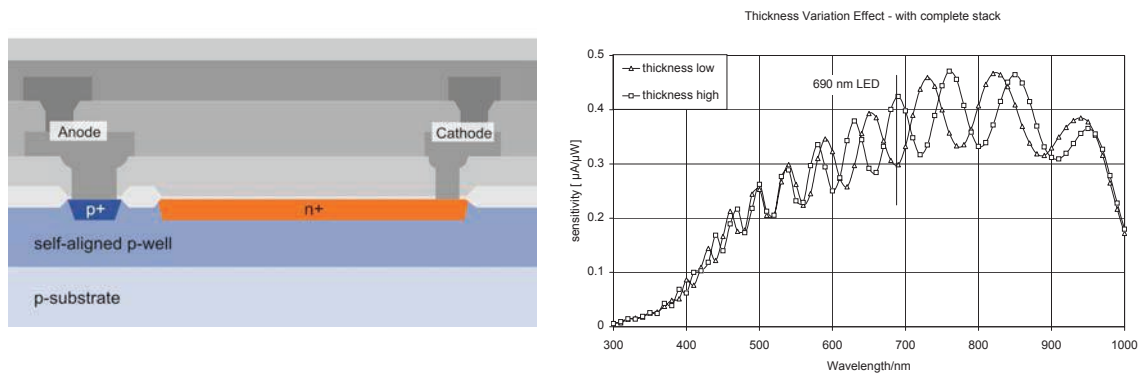 Anode
Cathode
p+
n+
self-aligned p-well
p-substrate
Thickness Variation Effect - with complete stack
thickness low
thickness high
690 nm LED
sensitivity [ µA/µW]
0.5
0.4
0.3
0.2
0.1
0
300 400 500 600 700 800 900 1000
Wavelength/nm